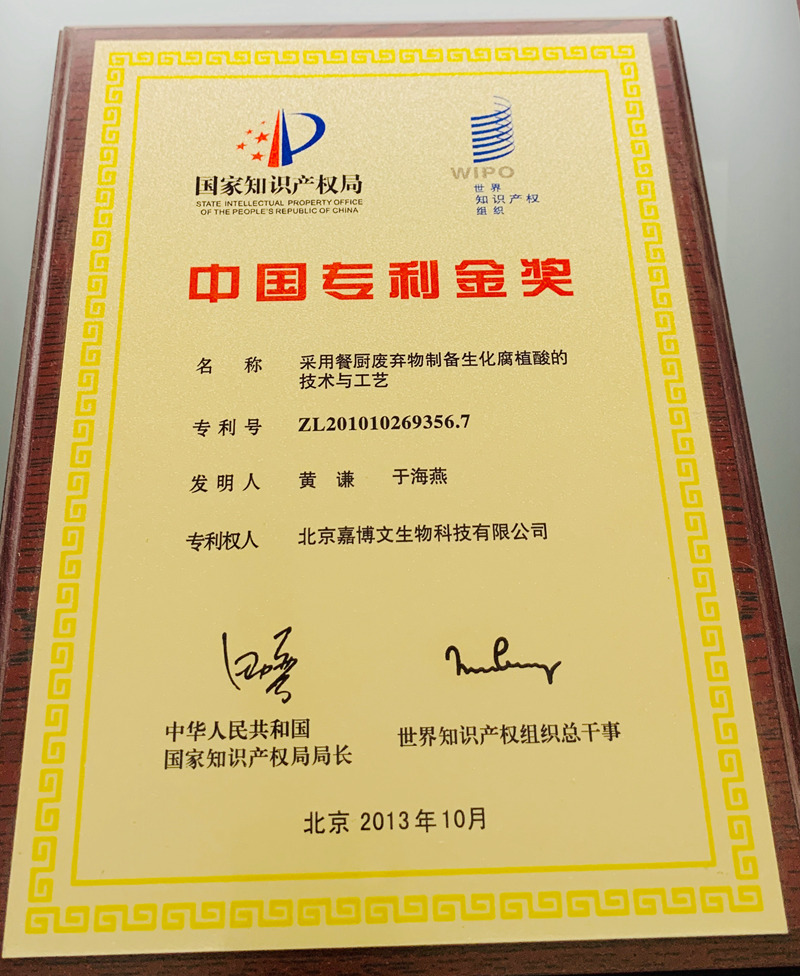 国家知识产权局
STATE INTELLECTUAL PROPERTY OFFICE
OF THE PEOPLE'S REPUBLIC OF CHINA
WIPO
世界
知识产权
组织
中国专利金奖
名 称 采用餐厨废弃物制备生化腐植酸的
技术与工艺
专利号 ZL201010269356.7
发明人 黄 谦 于海燕
专利权人 北京嘉博文生物科技有限公司
中华人民共和国
国家知识产权局局长
世界知识产权组织总干事
北京 2013年10月